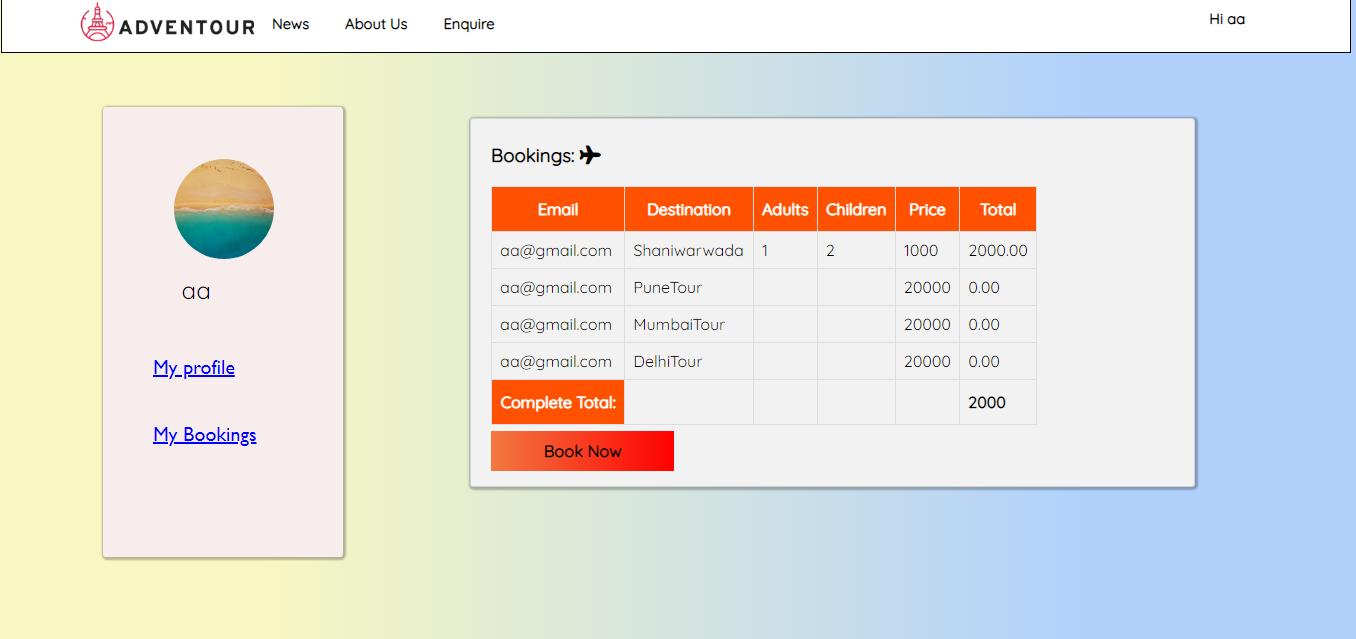 ADVENTOUR News About Us Enquire Hi aa
aa
My profile
My Bookings
Bookings:
Email Destination Adults Children Price Total
aa@gmail.com Shaniwarwada 1 2 1000 2000.00
aa@gmail.com PuneTour 20000 0.00
aa@gmail.com MumbaiTour 20000 0.00
aa@gmail.com DelhiTour 20000 0.00
Complete Total: 2000
Book Now